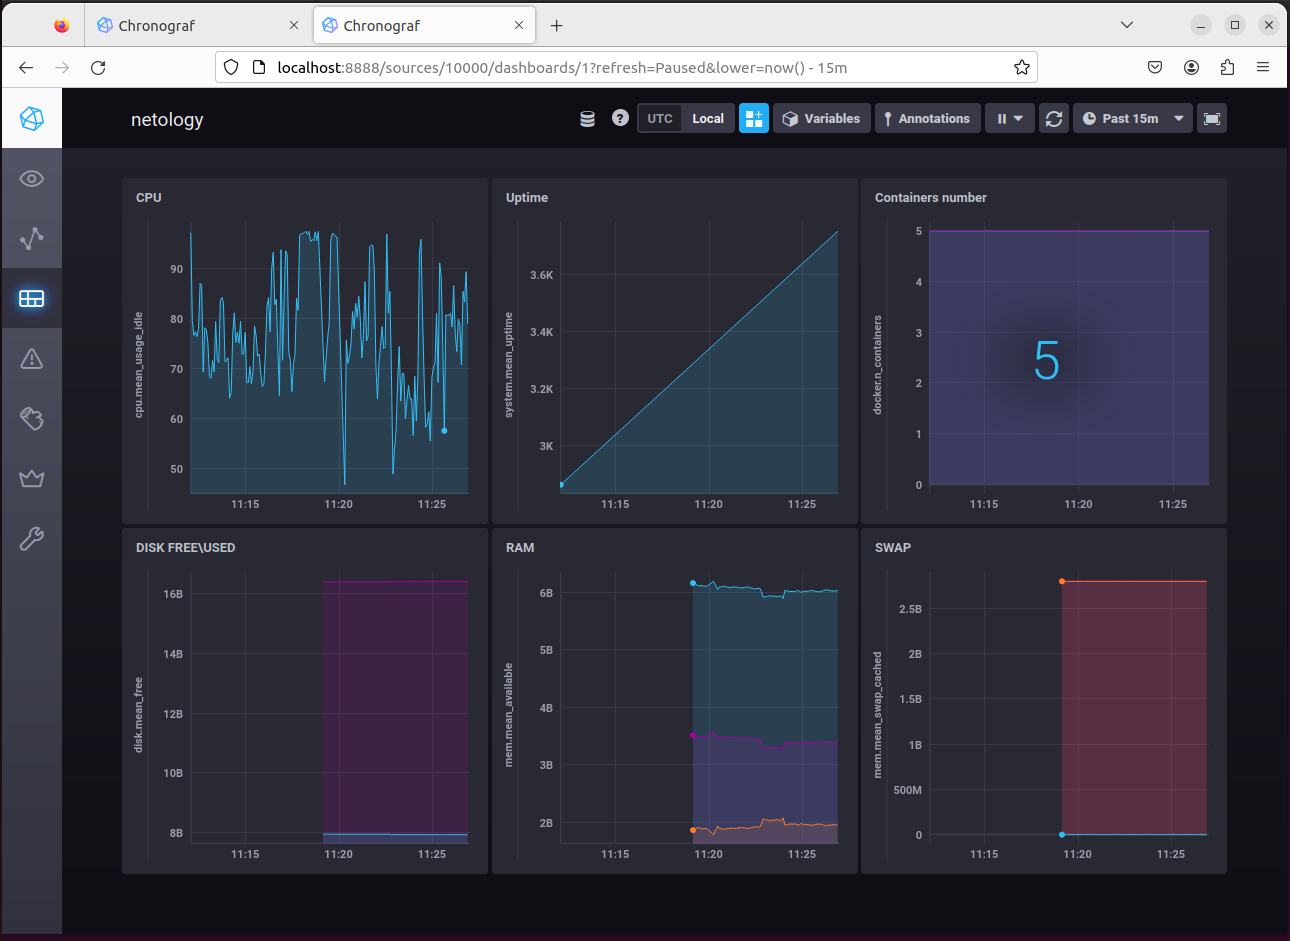 Chronograf
Chronograf
localhost:8888/sources/10000/dashboards/1?refresh=Paused&lower=now() - 15m
netology
? UTC Local Variables Annotations Past 15m
CPU
cpu.mean_usage_idle
90
80
70
60
50
11:15 11:20 11:25
Uptime
system.mean_uptime
3.6K
3.4K
3.2K
3K
11:15 11:20 11:25
Containers number
docker.n_containers
5
4
3
2
1
0
5
11:15 11:20 11:25
DISK FREE\USED
disk.mean_free
16B
14B
12B
10B
8B
11:15 11:20 11:25
RAM
mem.mean_available
6B
5B
4B
3B
2B
11:15 11:20 11:25
SWAP
mem.mean_swap_cached
2.5B
2B
1.5B
1B
500M
0
11:15 11:20 11:25